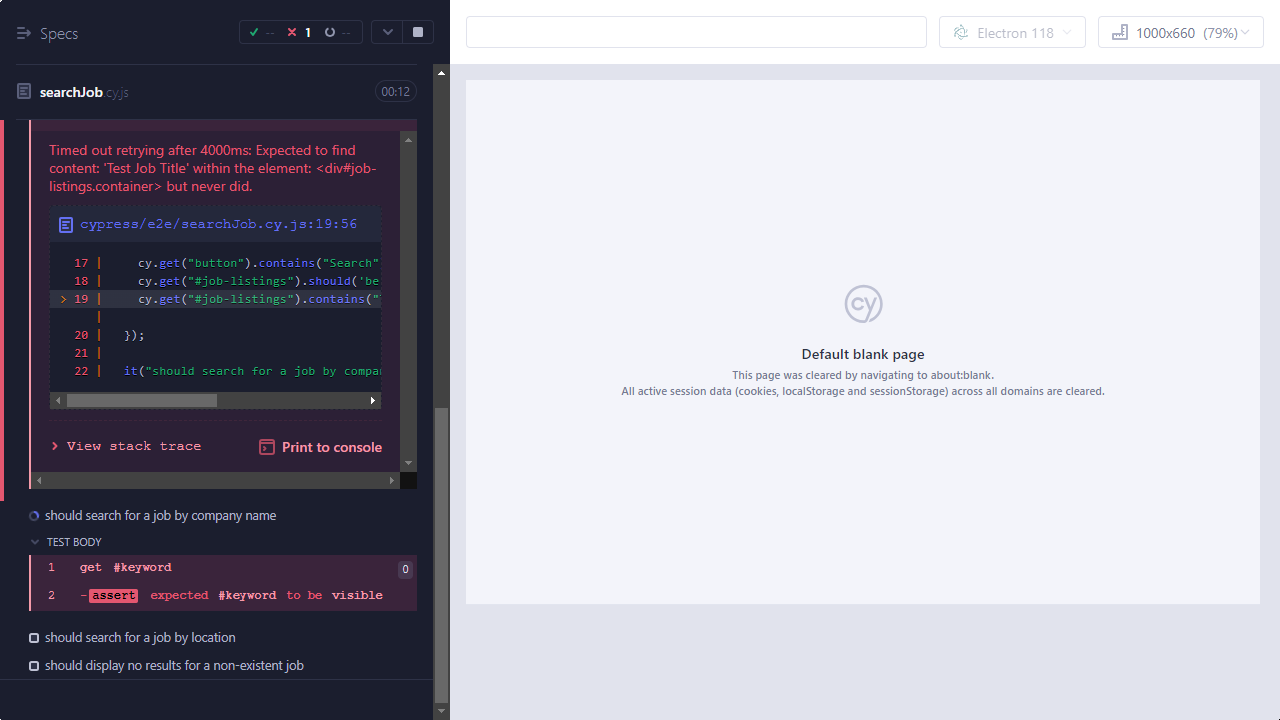 Specs
--
1
--
searchJob.cy.js
00:12
Timed out retrying after 4000ms: Expected to find
content: 'Test Job Title' within the element: <div#job-
listings.container> but never did.
cypress/e2e/searchJob.cy.js:19:56
17 | cy.get("button").contains("Search"
18 | cy.get("#job-listings").should('be
> 19 | cy.get("#job-listings").contains("
|
20 | });
21 |
22 | it("should search for a job by compan
View stack trace
Print to console
should search for a job by company name
TEST BODY
1 get #keyword 0
2 -assert expected #keyword to be visible
should search for a job by location
should display no results for a non-existent job
Electron 118
1000x660 (79%)
cy
Default blank page
This page was cleared by navigating to about:blank.
All active session data (cookies, localStorage and sessionStorage) across all domains are cleared.